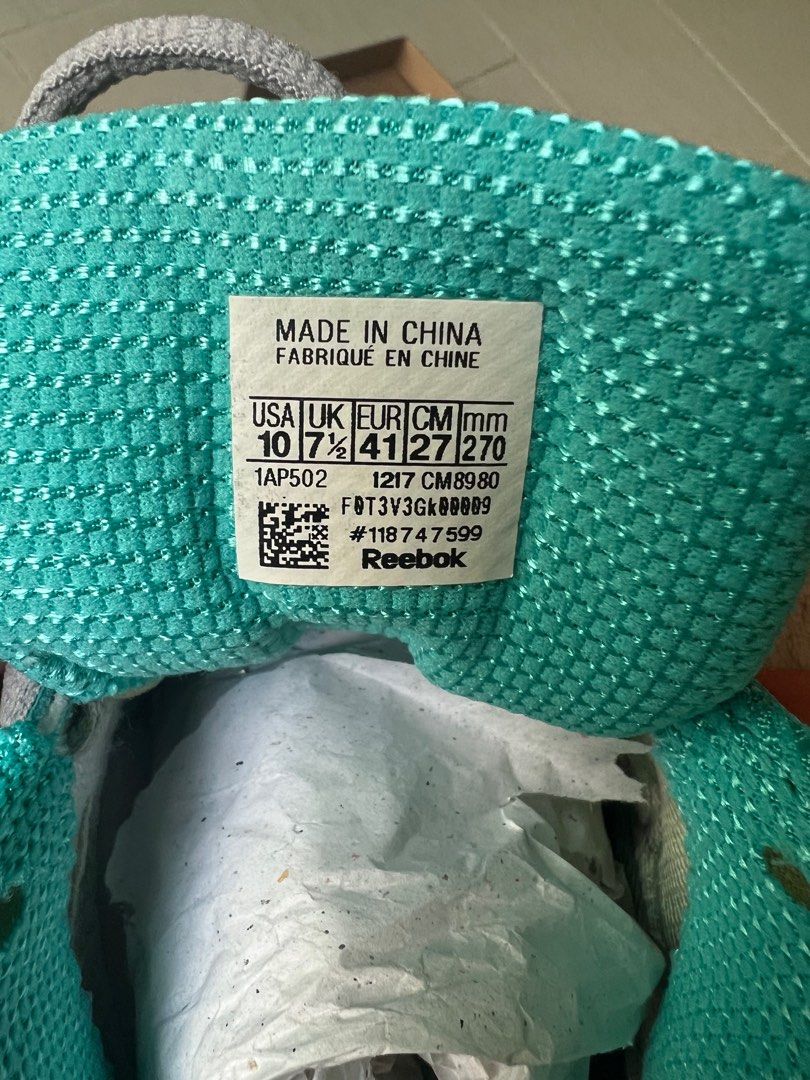 MADE IN CHINA
FABRIQUÉ EN CHINE
USA UK EUR CM mm
10 7½ 41 27 270
1AP502 1217 CM8980
F0T3V3Gk00009
#118747599
Reebok